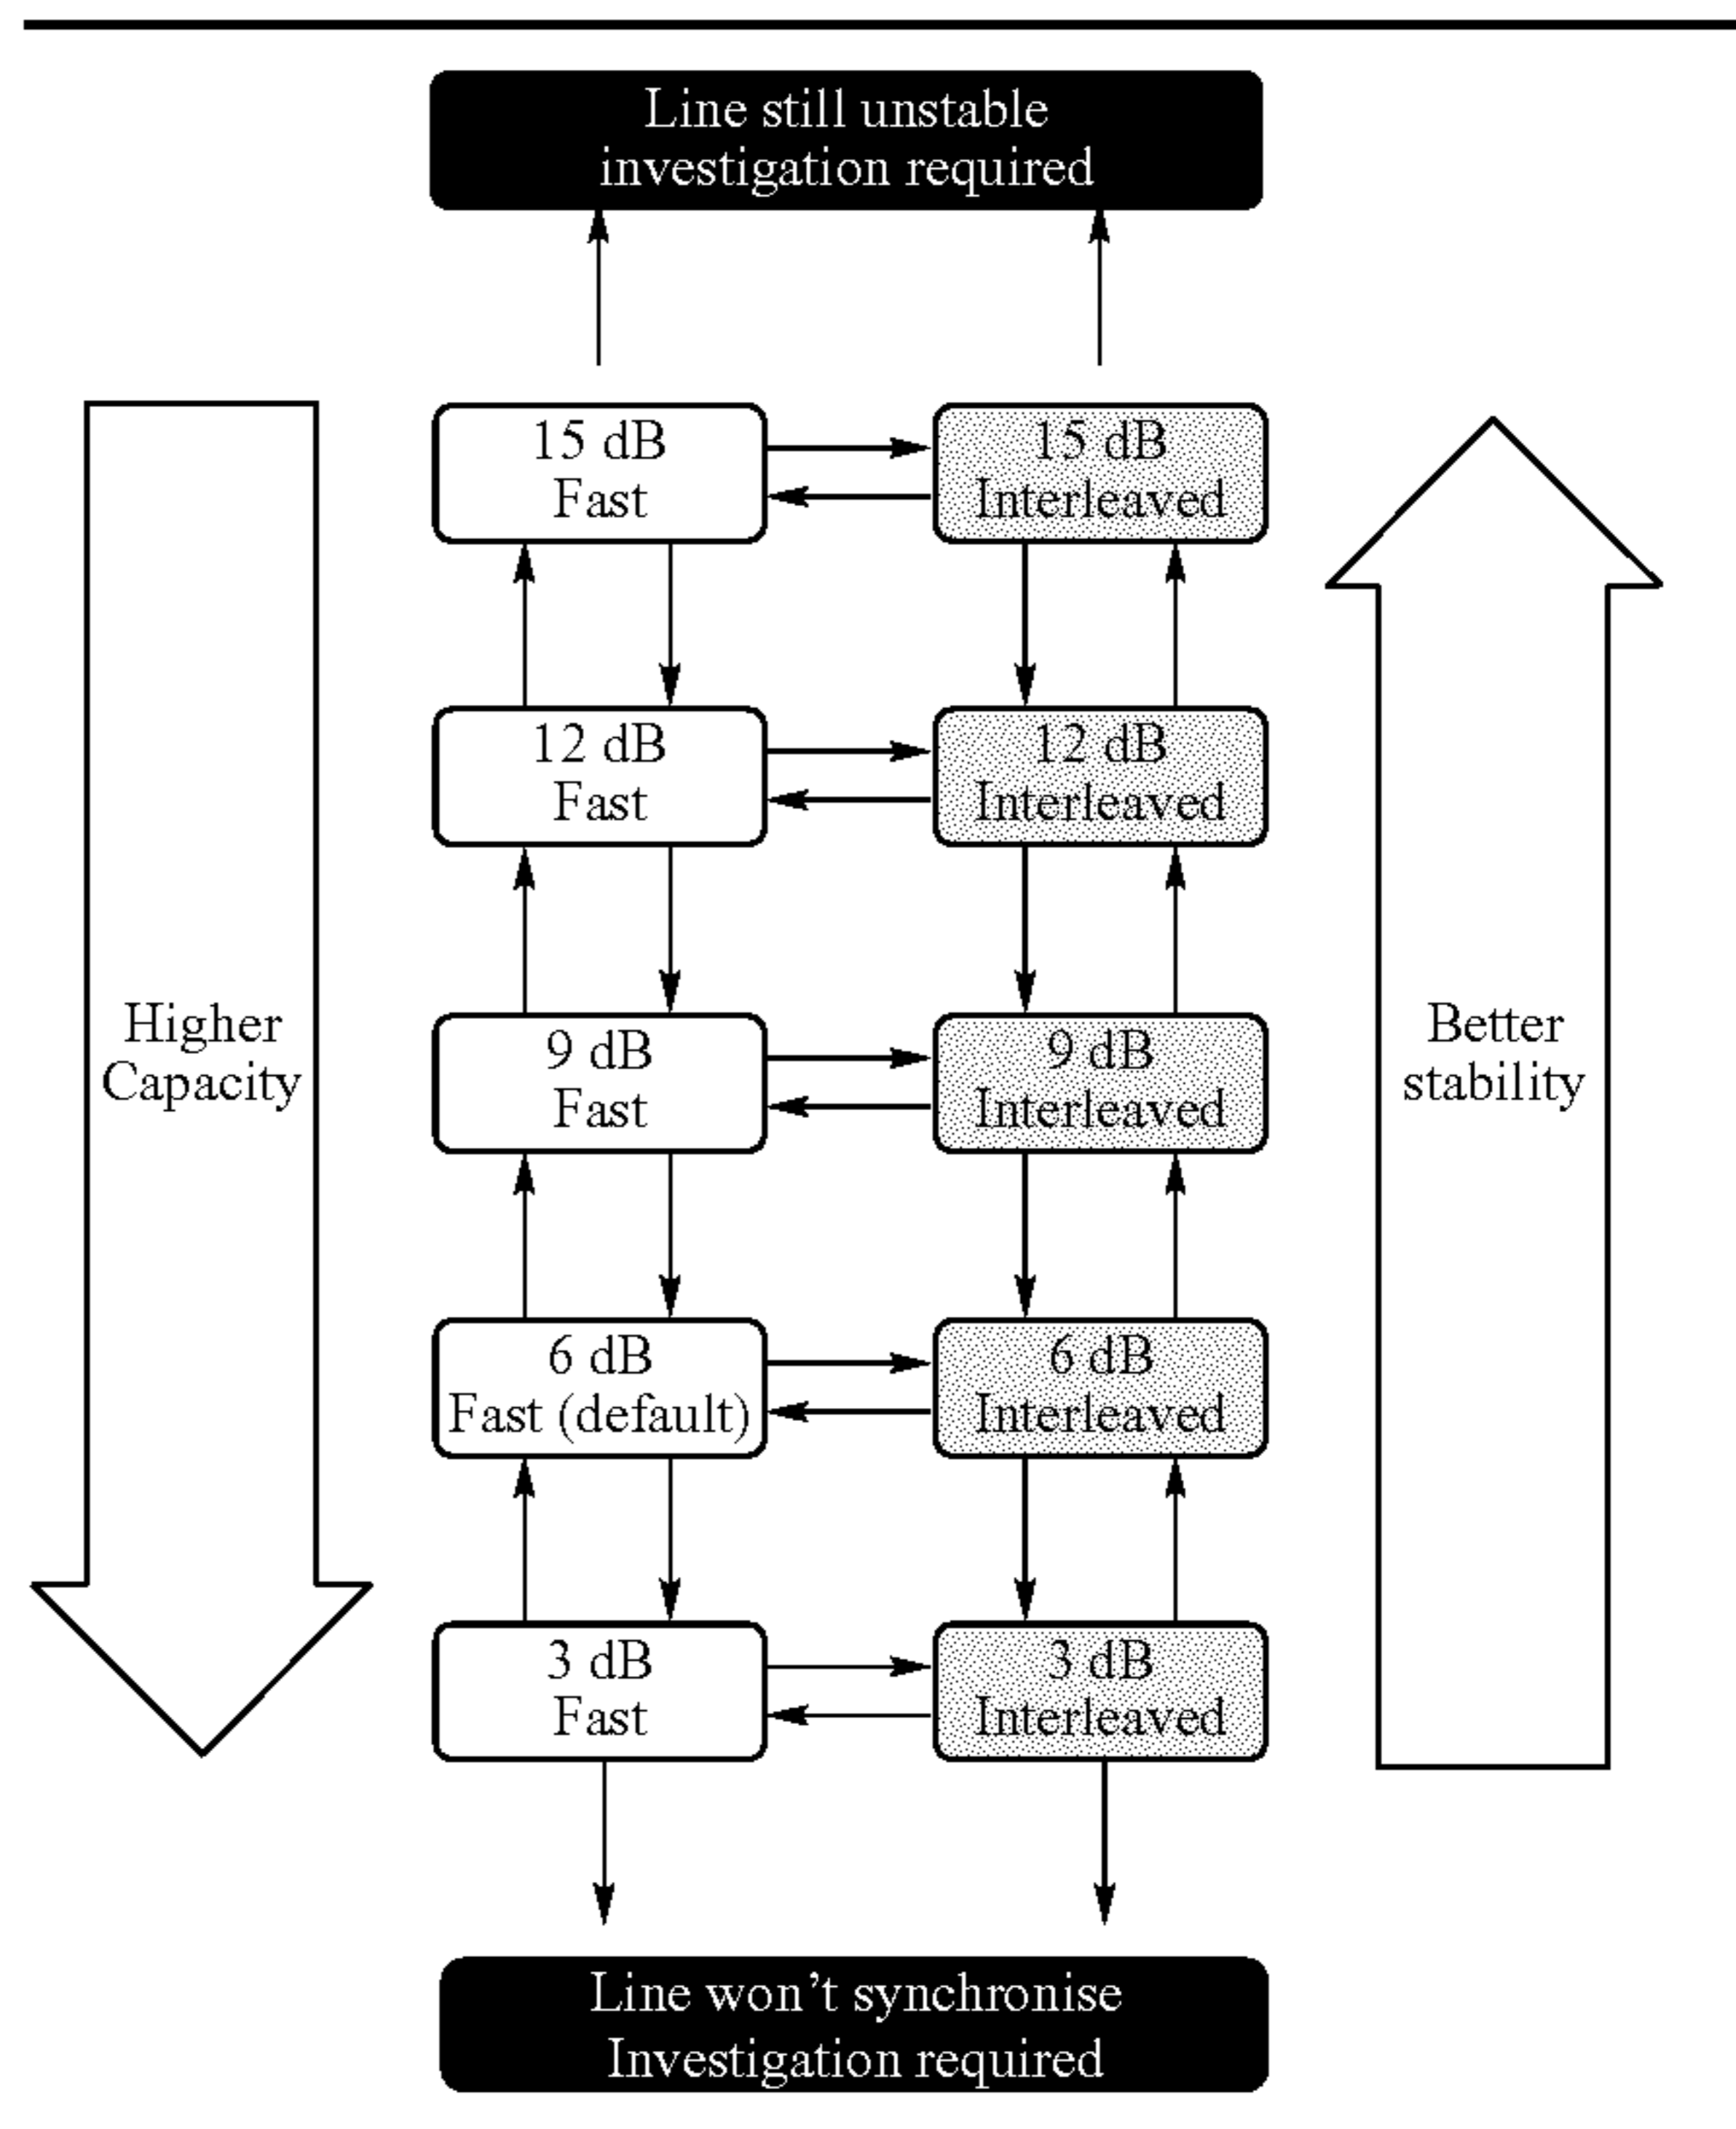 Line still unstable
investigation required
15 dB
Fast
15 dB
Interleaved
12 dB
Fast
12 dB
Interleaved
Higher
Capacity
9 dB
Fast
9 dB
Interleaved
Better
stability
6 dB
Fast (default)
6 dB
Interleaved
3 dB
Fast
3 dB
Interleaved
Line won't synchronise
Investigation required